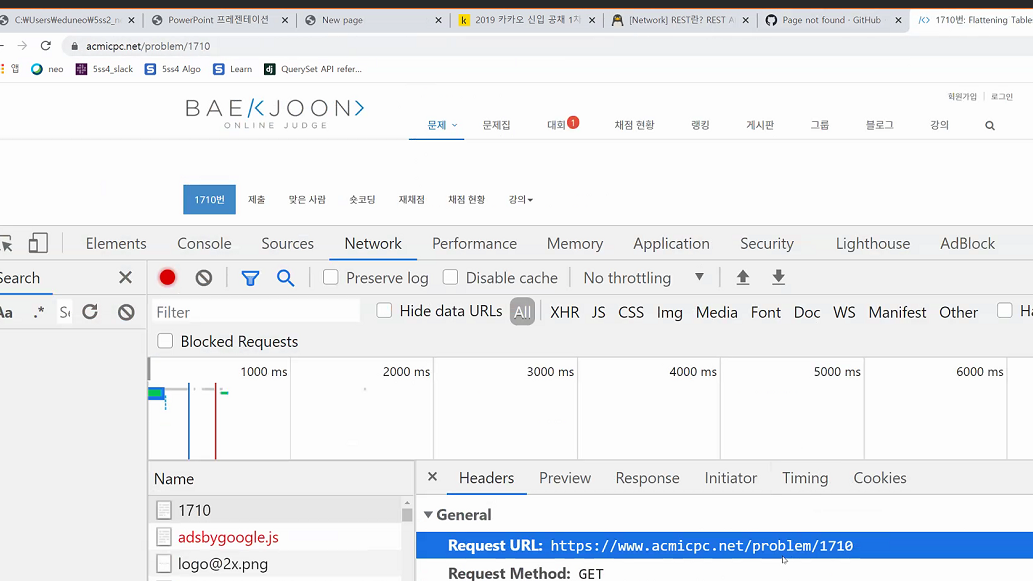 C:₩Users₩eduneo₩5ss2_n
PowerPoint 프레젠테이션
New page
2019 카카오 신입 공채 1차
[Network] REST란? REST A
Page not found · GitHub
1710번: Flattening Table
acmicpc.net/problem/1710
앱
neo
5ss4_slack
5ss4 Algo
Learn
QuerySet API refer...
회원가입
로그인
BAEKJOON>
ONLINE JUDGE
문제
문제집
대회 1
채점 현황
랭킹
게시판
그룹
블로그
강의
1710번
제출
맞은 사람
숏코딩
재채점
채점 현황
강의
Elements
Console
Sources
Network
Performance
Memory
Application
Security
Lighthouse
AdBlock
Search
Preserve log
Disable cache
No throttling
Aa
.*
Filter
Hide data URLs
All
XHR
JS
CSS
Img
Media
Font
Doc
WS
Manifest
Other
Blocked Requests
1000 ms
2000 ms
3000 ms
4000 ms
5000 ms
6000 ms
Name
Headers
Preview
Response
Initiator
Timing
Cookies
1710
General
adsbygoogle.js
Request URL: https://www.acmicpc.net/problem/1710
logo@2x.png
Request Method: GET